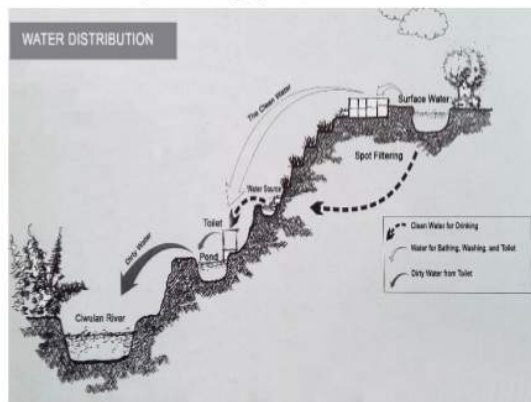 WATER DISTRIBUTION
The Clean Water
Surface Water
Spot Filtering
Water Source
Toilet
Pond
Dirty Water
Ciwulan River
Clean Water for Drinking
Water for Bathing, Washing, and Toilet
Dirty Water from Toilet